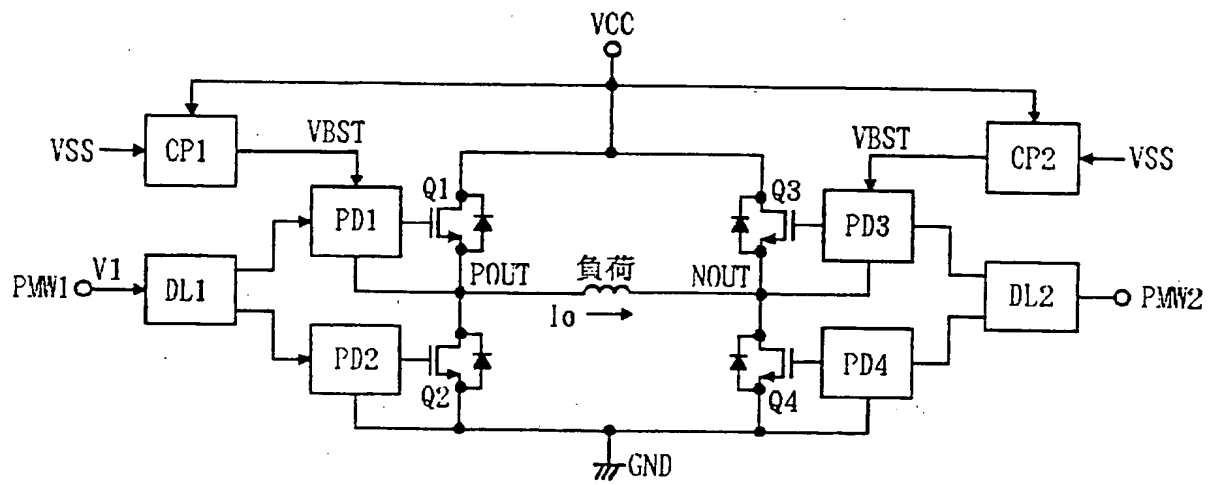 VCC
VSS
CP1
VBST
VBST
CP2
VSS
Q1
Q3
PD1
PD3
PMW1
V1
DL1
POUT
負荷
NOUT
DL2
PMW2
Io
PD2
PD4
Q2
Q4
GND